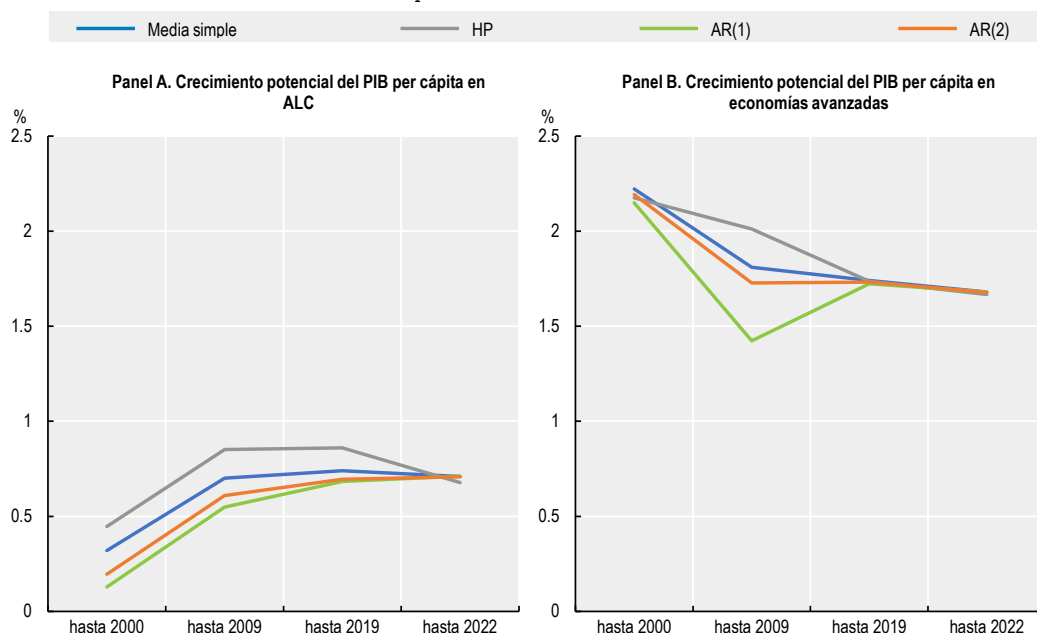 Media simple
HP
AR(1)
AR(2)
Panel A. Crecimiento potencial del PIB per cápita en
ALC
%
2.5
2
1.5
1
0.5
0
hasta 2000
hasta 2009
hasta 2019
hasta 2022
Panel B. Crecimiento potencial del PIB per cápita en
economías avanzadas
%
2.5
2
1.5
1
0.5
0
hasta 2000
hasta 2009
hasta 2019
hasta 2022